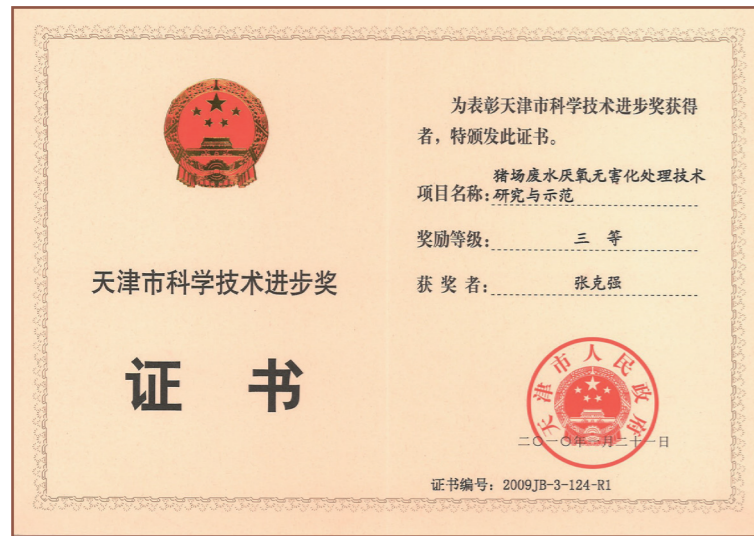 天津市科学技术进步奖
证 书
为表彰天津市科学技术进步奖获得
者，特颁发此证书。
猪场废水厌氧无害化处理技术
项目名称:研究与示范
奖励等级: 三 等
获 奖 者: 张克强
天津市人民政府
二〇一〇年一月二十一日
证书编号: 2009JB-3-124-R1